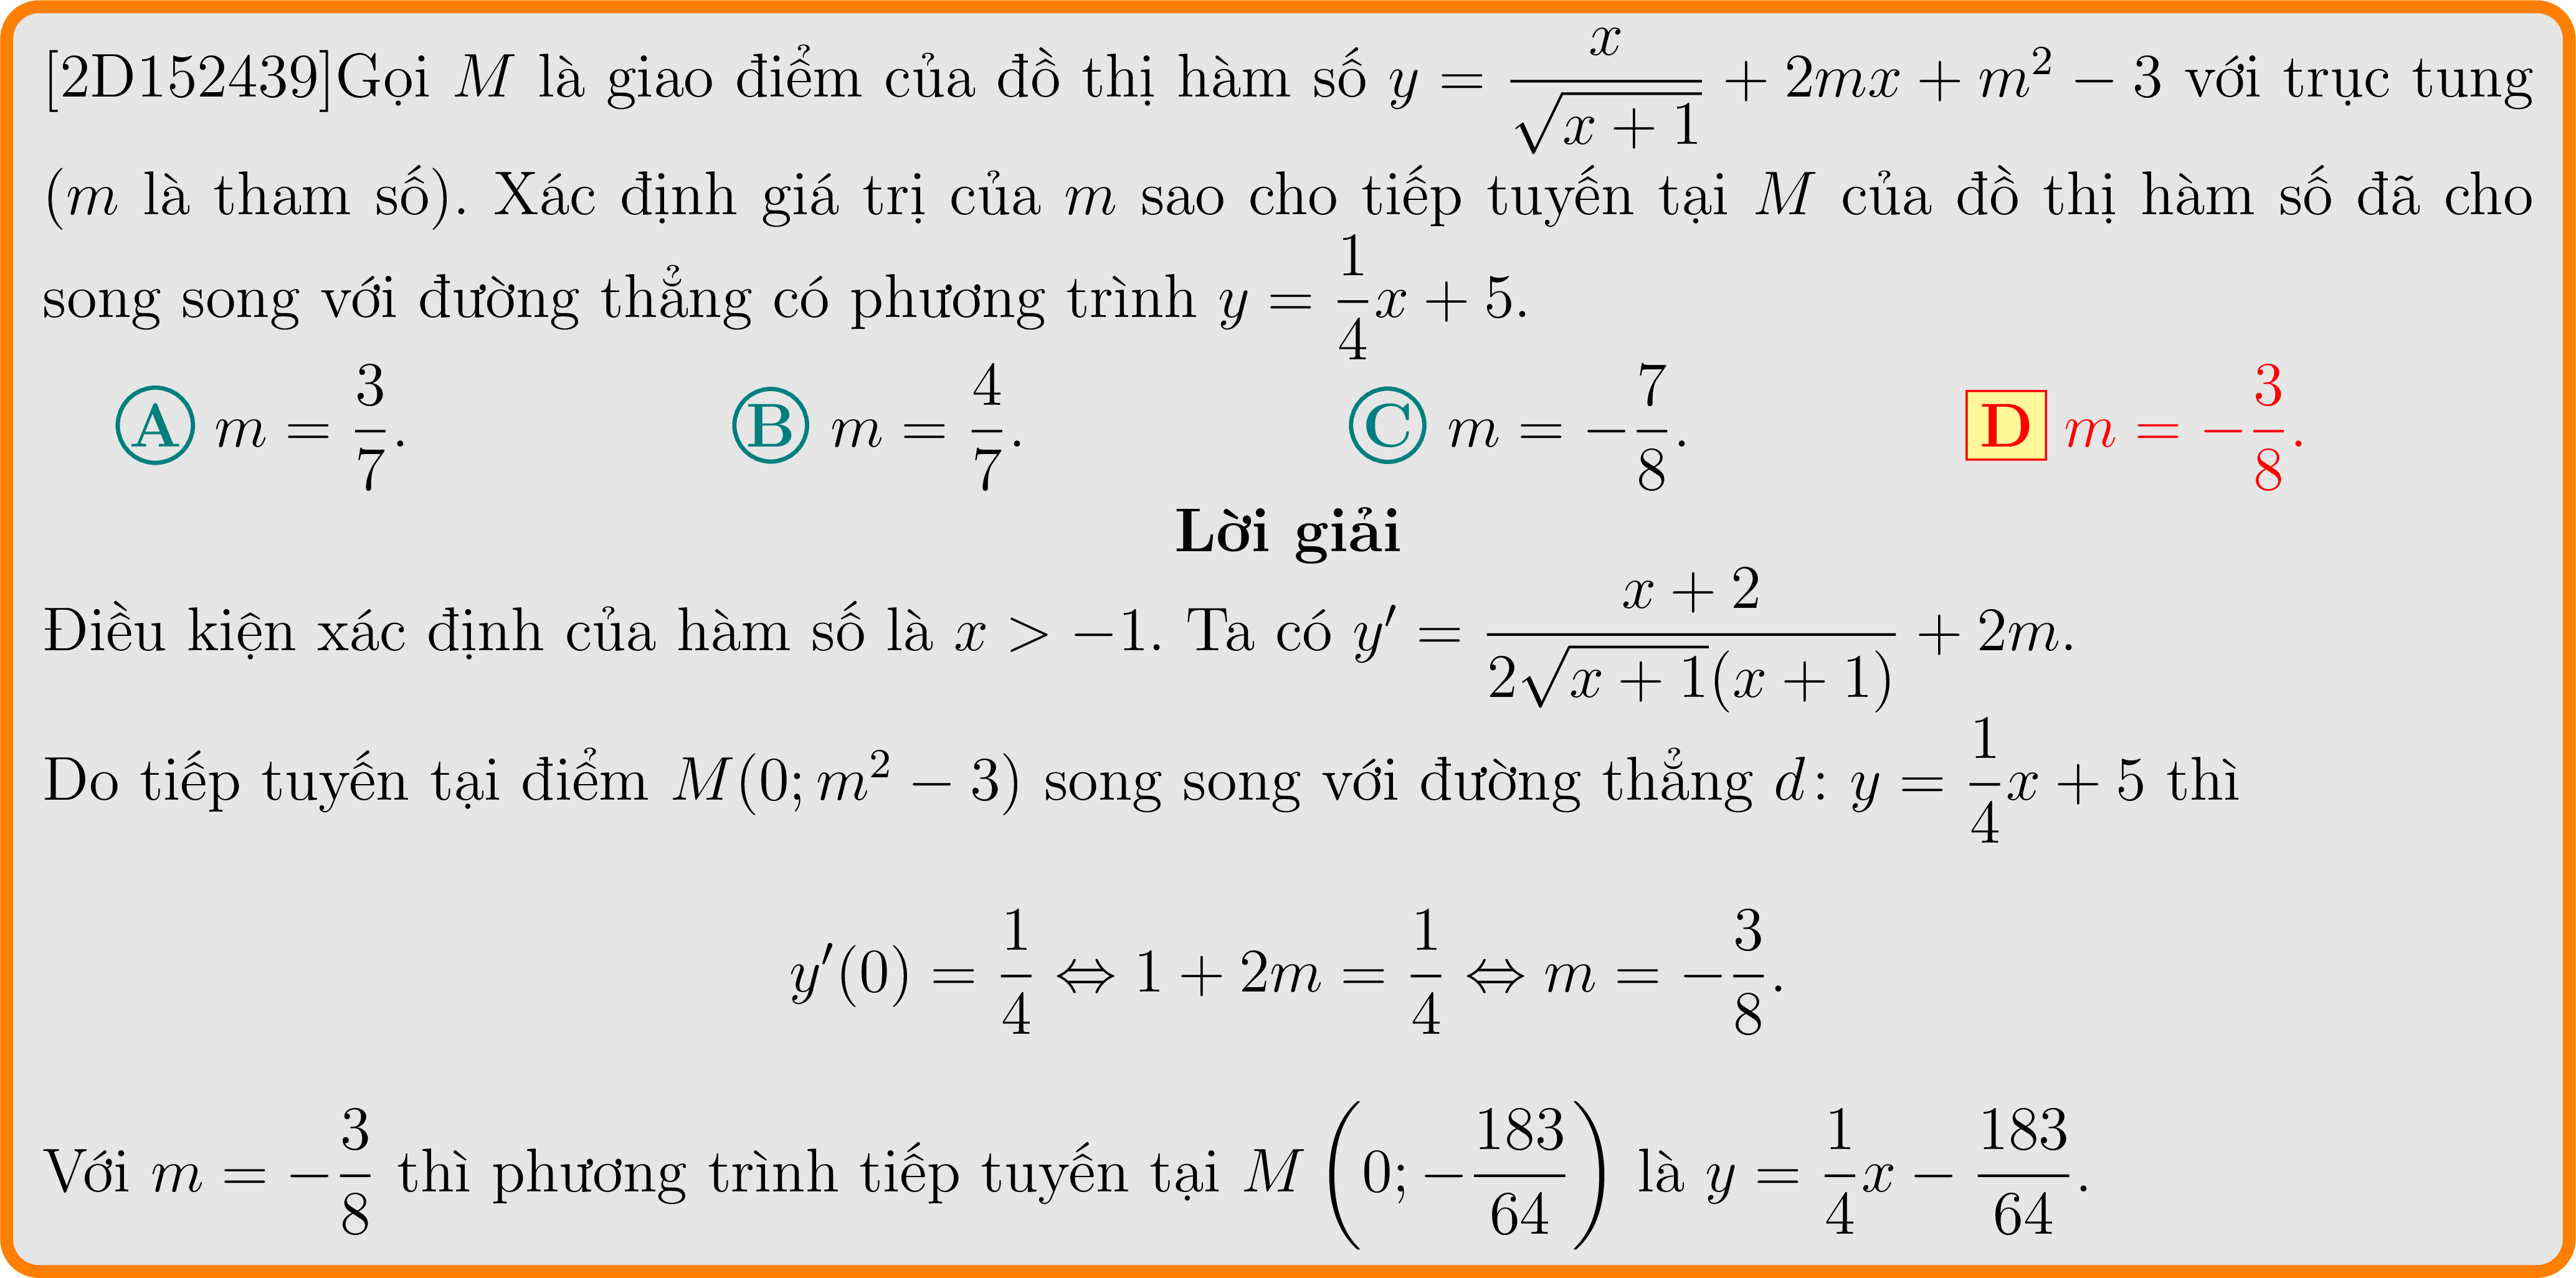 [2D152439]Gọi M là giao điểm của đồ thị hàm số y = \frac{x}{\sqrt{x+1}} + 2mx + m² − 3 với trục tung
(m là tham số). Xác định giá trị của m sao cho tiếp tuyến tại M của đồ thị hàm số đã cho
song song với đường thẳng có phương trình y = \frac{1}{4}x + 5.
A m = \frac{3}{7}. B m = \frac{4}{7}. C m = −\frac{7}{8}. D m = −\frac{3}{8}.
Lời giải
Điều kiện xác định của hàm số là x > −1. Ta có y′ = \frac{x+2}{2\sqrt{x+1}(x+1)} + 2m.
Do tiếp tuyến tại điểm M(0; m² − 3) song song với đường thẳng d: y = \frac{1}{4}x + 5 thì
y′(0) = \frac{1}{4} ⇔ 1 + 2m = \frac{1}{4} ⇔ m = −\frac{3}{8}.
Với m = −\frac{3}{8} thì phương trình tiếp tuyến tại M (0; −\frac{183}{64}) là y = \frac{1}{4}x − \frac{183}{64}.